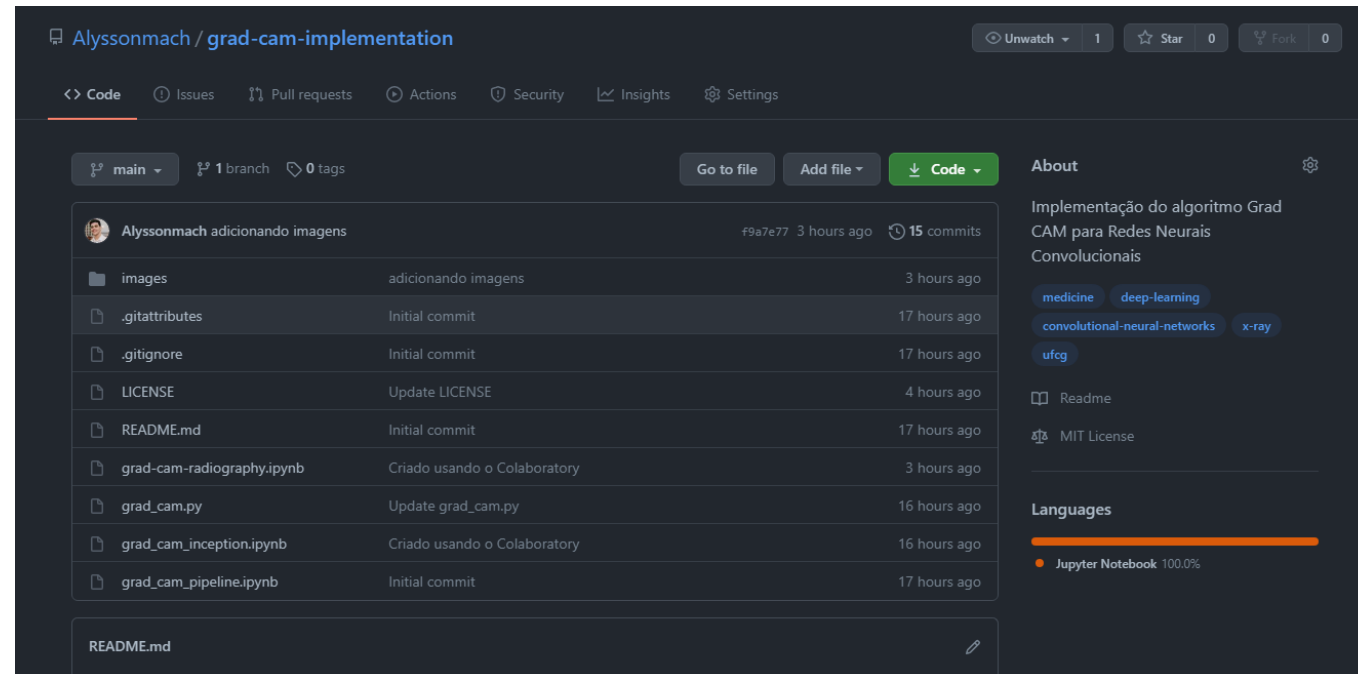 Alyssonmach / grad-cam-implementation
Unwatch 1 Star 0 Fork 0
Code Issues Pull requests Actions Security Insights Settings
main 1 branch 0 tags Go to file Add file Code
Alyssonmach adicionando imagens f9a7e77 3 hours ago 15 commits
images adicionando imagens 3 hours ago
.gitattributes Initial commit 17 hours ago
.gitignore Initial commit 17 hours ago
LICENSE Update LICENSE 4 hours ago
README.md Initial commit 17 hours ago
grad-cam-radiography.ipynb Criado usando o Colaboratory 3 hours ago
grad_cam.py Update grad_cam.py 16 hours ago
grad_cam_inception.ipynb Criado usando o Colaboratory 16 hours ago
grad_cam_pipeline.ipynb Initial commit 17 hours ago
README.md
About
Implementação do algoritmo Grad
CAM para Redes Neurais
Convolucionais
medicine deep-learning
convolutional-neural-networks x-ray
ufcg
Readme
MIT License
Languages
Jupyter Notebook 100.0%